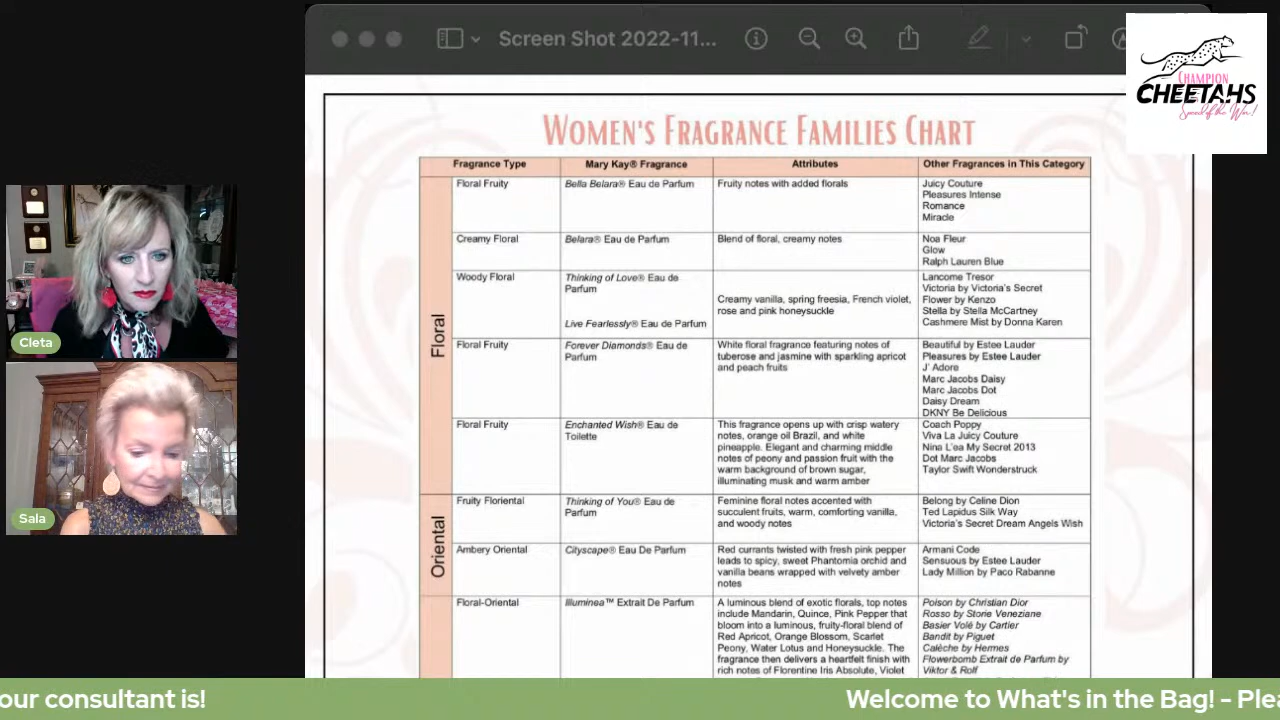 Screen Shot 2022-11...
CHAMPION
CHEETAHS
Speed of the Won!
WOMEN'S FRAGRANCE FAMILIES CHART
Fragrance Type Mary Kay® Fragrance Attributes Other Fragrances in This Category
Floral
Floral Fruity
Bella Belara® Eau de Parfum
Fruity notes with added florals
Juicy Couture
Pleasures Intense
Romance
Miracle
Creamy Floral
Belara® Eau de Parfum
Blend of floral, creamy notes
Noa Fleur
Glow
Ralph Lauren Blue
Woody Floral
Thinking of Love® Eau de
Parfum
Live Fearlessly® Eau de Parfum
Creamy vanilla, spring freesia, French violet,
rose and pink honeysuckle
Lancome Tresor
Victoria by Victoria's Secret
Flower by Kenzo
Stella by Stella McCartney
Cashmere Mist by Donna Karen
Floral Fruity
Forever Diamonds® Eau de
Parfum
White floral fragrance featuring notes of
tuberose and jasmine with sparkling apricot
and peach fruits
Beautiful by Estee Lauder
Pleasures by Estee Lauder
J' Adore
Marc Jacobs Daisy
Marc Jacobs Dot
Daisy Dream
DKNY Be Delicious
Floral Fruity
Enchanted Wish® Eau de
Toilette
This fragrance opens up with crisp watery
notes, orange oil Brazil, and white
pineapple. Elegant and charming middle
notes of peony and passion fruit with the
warm background of brown sugar,
illuminating musk and warm amber
Coach Poppy
Viva La Juicy Couture
Nina L'ea My Secret 2013
Dot Marc Jacobs
Taylor Swift Wonderstruck
Oriental
Fruity Floriental
Thinking of You® Eau de
Parfum
Feminine floral notes accented with
succulent fruits, warm, comforting vanilla,
and woody notes
Belong by Celine Dion
Ted Lapidus Silk Way
Victoria's Secret Dream Angels Wish
Ambery Oriental
Cityscape® Eau De Parfum
Red currants twisted with fresh pink pepper
leads to spicy, sweet Phantomia orchid and
vanilla beans wrapped with velvety amber
notes
Armani Code
Sensuous by Estee Lauder
Lady Million by Paco Rabanne
Floral-Oriental
Illuminea™ Extrait De Parfum
A luminous blend of exotic florals, top notes
include Mandarin, Quince, Pink Pepper that
bloom into a luminous, fruity-floral blend of
Red Apricot, Orange Blossom, Scarlet
Peony, Water Lotus and Honeysuckle. The
fragrance then delivers a heartfelt finish with
rich notes of Florentine Iris Absolute, Violet
Poison by Christian Dior
Rosso by Storie Veneziane
Basier Volé by Cartier
Bandit by Piguet
Calèche by Hermes
Flowerbomb Extrait de Parfum by
Viktor & Rolf
Cleta
Sala
our consultant is!
Welcome to What's in the Bag! - Plea